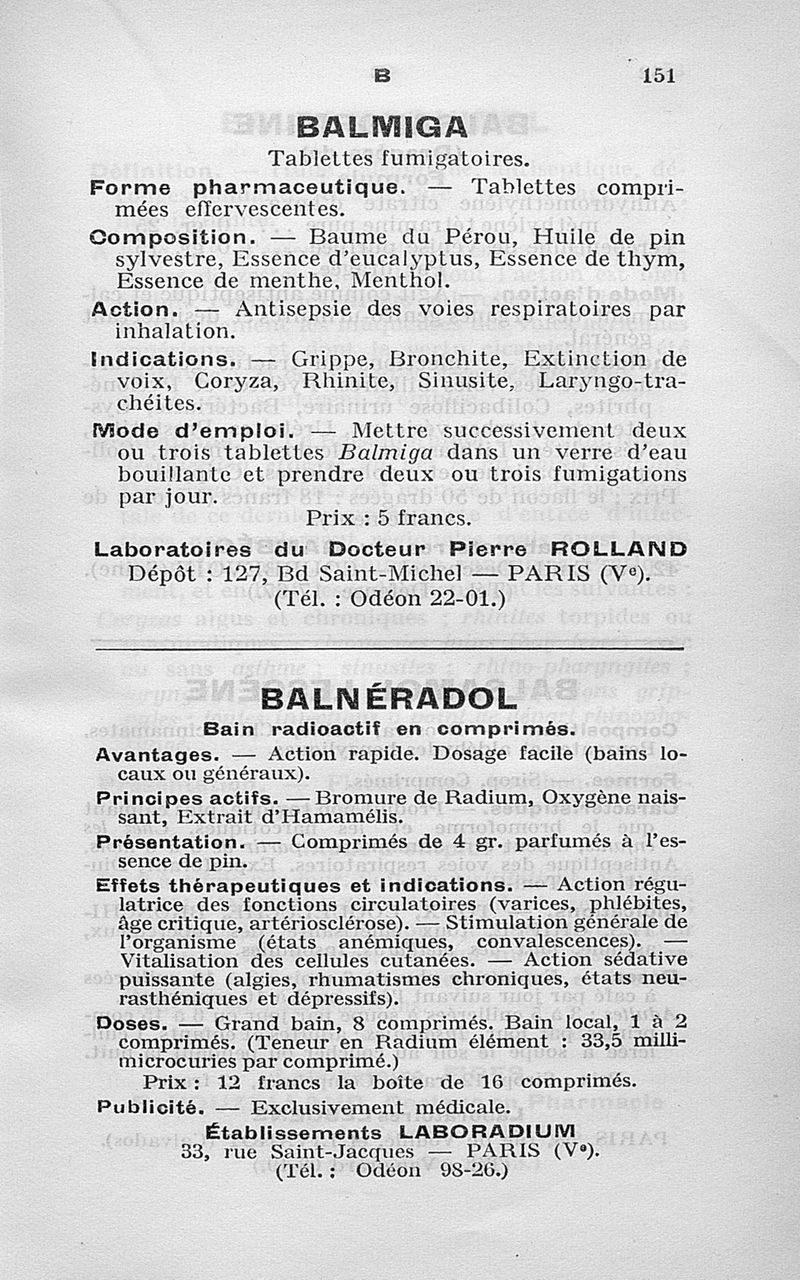 B 151
BALMIGA
Tablettes fumigatoires.
Forme pharmaceutique. — Tablettes compri-
mées effervescentes.
Composition. — Baume du Pérou, Huile de pin
sylvestre, Essence d'eucalyptus, Essence de thym,
Essence de menthe, Menthol.
Action. — Antisepsie des voies respiratoires par
inhalation.
Indications. — Grippe, Bronchite, Extinction de
voix, Coryza, Rhinite, Sinusite, Laryngo-tra-
chéites.
Mode d'emploi. — Mettre successivement deux
ou trois tablettes Balmiga dans un verre d'eau
bouillante et prendre deux ou trois fumigations
par jour.
Prix : 5 francs.
Laboratoires du Docteur Pierre ROLLAND
Dépôt : 127, Bd Saint-Michel — PARIS (Ve).
(Tél. : Odéon 22-01.)
BALNÉRADOL
Bain radioactif en comprimés.
Avantages. — Action rapide. Dosage facile (bains lo-
caux ou généraux).
Principes actifs. — Bromure de Radium, Oxygène nais-
sant, Extrait d'Hamamélis.
Présentation. — Comprimés de 4 gr. parfumés à l'es-
sence de pin.
Effets thérapeutiques et indications. — Action régu-
latrice des fonctions circulatoires (varices, phlébites,
âge critique, artériosclérose). — Stimulation générale de
l'organisme (états anémiques, convalescences). —
Vitalisation des cellules cutanées. — Action sédative
puissante (algies, rhumatismes chroniques, états neu-
rasthéniques et dépressifs).
Doses. — Grand bain, 8 comprimés. Bain local, 1 à 2
comprimés. (Teneur en Radium élément : 33,5 milli-
microcuries par comprimé.)
Prix : 12 francs la boîte de 16 comprimés.
Publicité. — Exclusivement médicale.
Établissements LABORADIUM
33, rue Saint-Jacques — PARIS (Ve).
(Tél. : Odéon 98-26.)